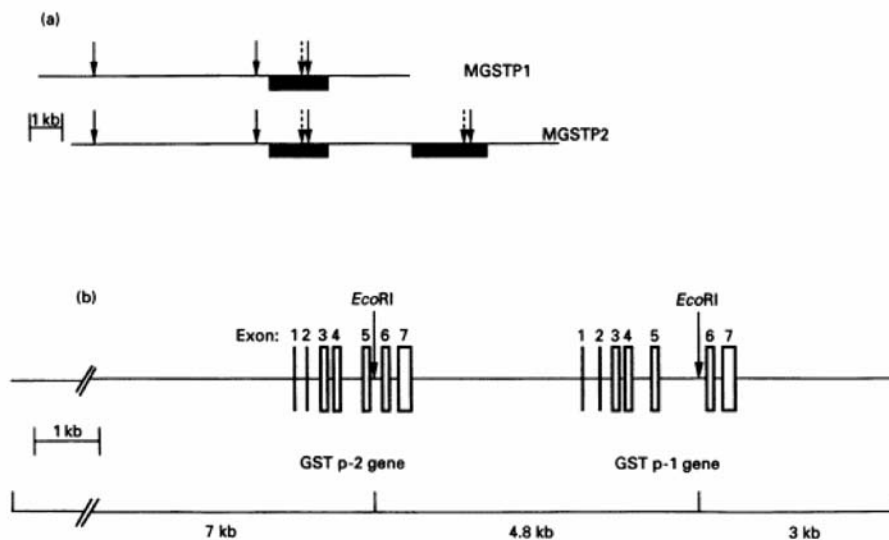 (a)
MGSTP1
1 kb
MGSTP2
(b)
EcoRI EcoRI
Exon: 1 2 3 4 5 6 7 1 2 3 4 5 6 7
1 kb
GST p-2 gene GST p-1 gene
7 kb 4.8 kb 3 kb